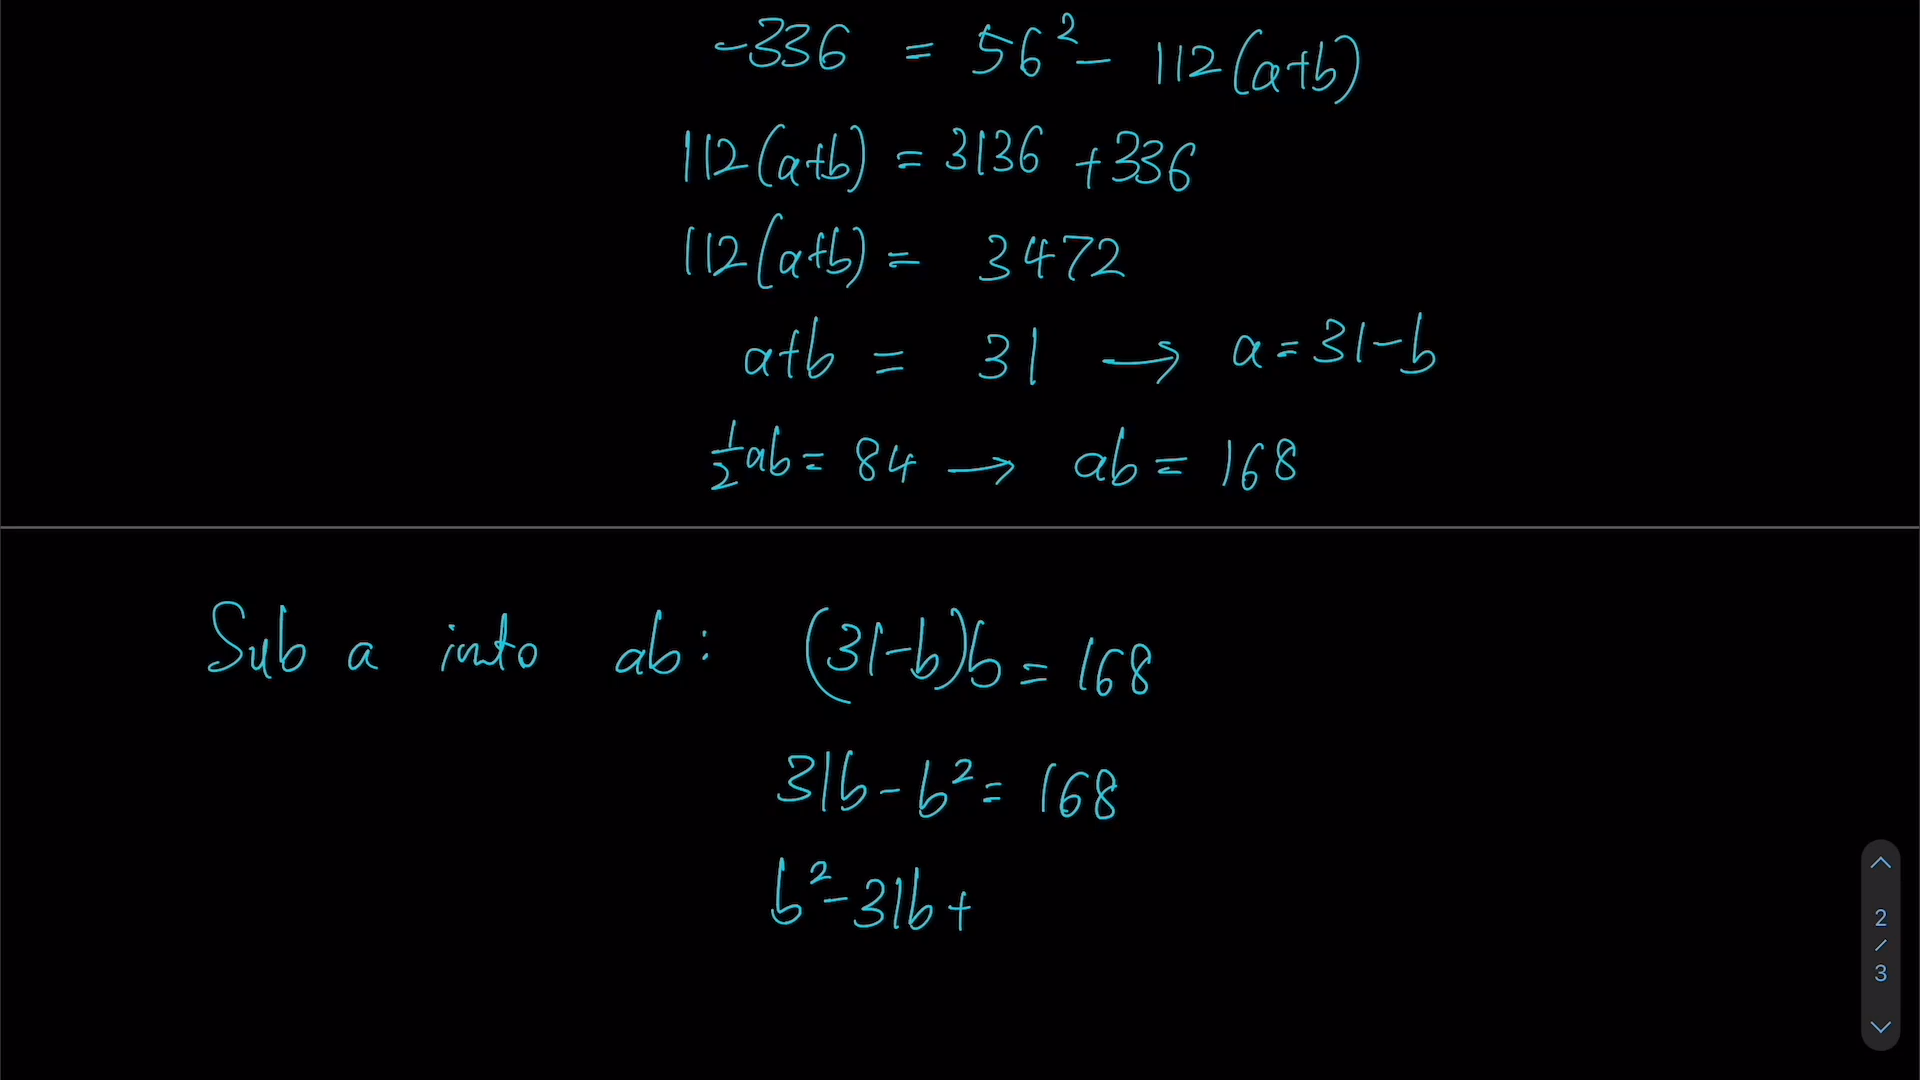 -336 = 56² - 112(a+b)
112(a+b) = 3136 + 336
112(a+b) = 3472
a+b = 31 → a = 31-b
½ab = 84 → ab = 168
Sub a into ab: (31-b)b = 168
31b - b² = 168
b² - 31b +
2
/
3